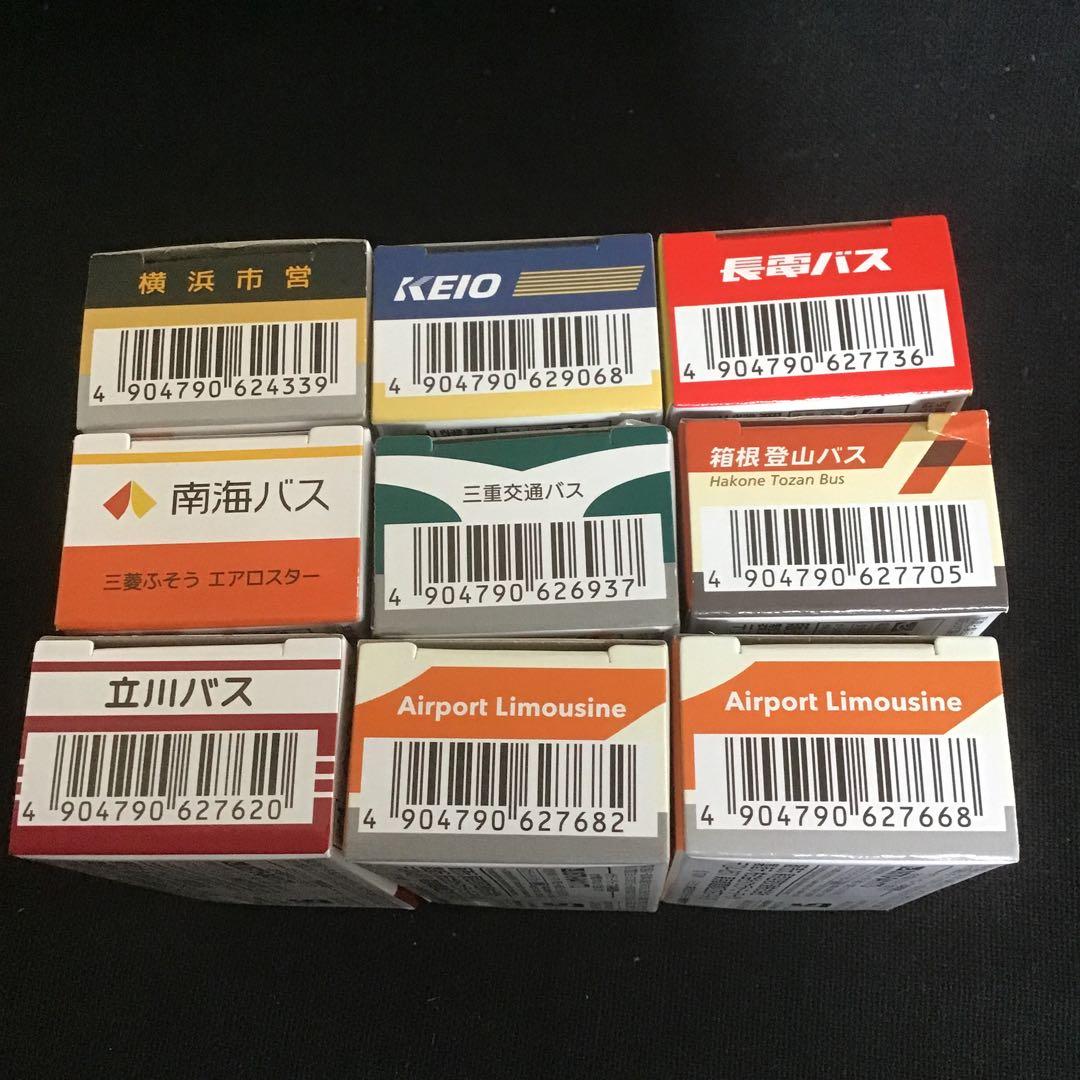 横浜市営
4 904790 624339
KEIO
4 904790 629068
長電バス
4 904790 627736
南海バス
三菱ふそう エアロスター
三重交通バス
4 904790 626937
箱根登山バス
Hakone Tozan Bus
4 904790 627705
立川バス
4 904790 627620
Airport Limousine
4 904790 627682
Airport Limousine
4 904790 627668